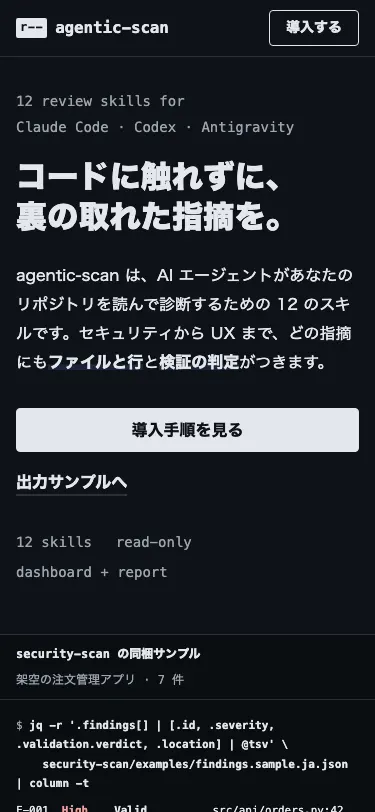 r-- agentic-scan 導入する
12 review skills for
Claude Code · Codex · Antigravity
コードに触れずに、
裏の取れた指摘を。
agentic-scan は、AI エージェントがあなたの
リポジトリを読んで診断するための 12 のスキ
ルです。セキュリティから UX まで、どの指摘
にもファイルと行と検証の判定がつきます。
導入手順を見る
出力サンプルへ
12 skills read-only
dashboard + report
security-scan の同梱サンプル
架空の注文管理アプリ · 7 件
$ jq -r '.findings[] | [.id, .severity,
.validation.verdict, .location] | @tsv' \
security-scan/examples/findings.sample.ja.json
| column -t
F-001 High Valid src/api/orders.py:42